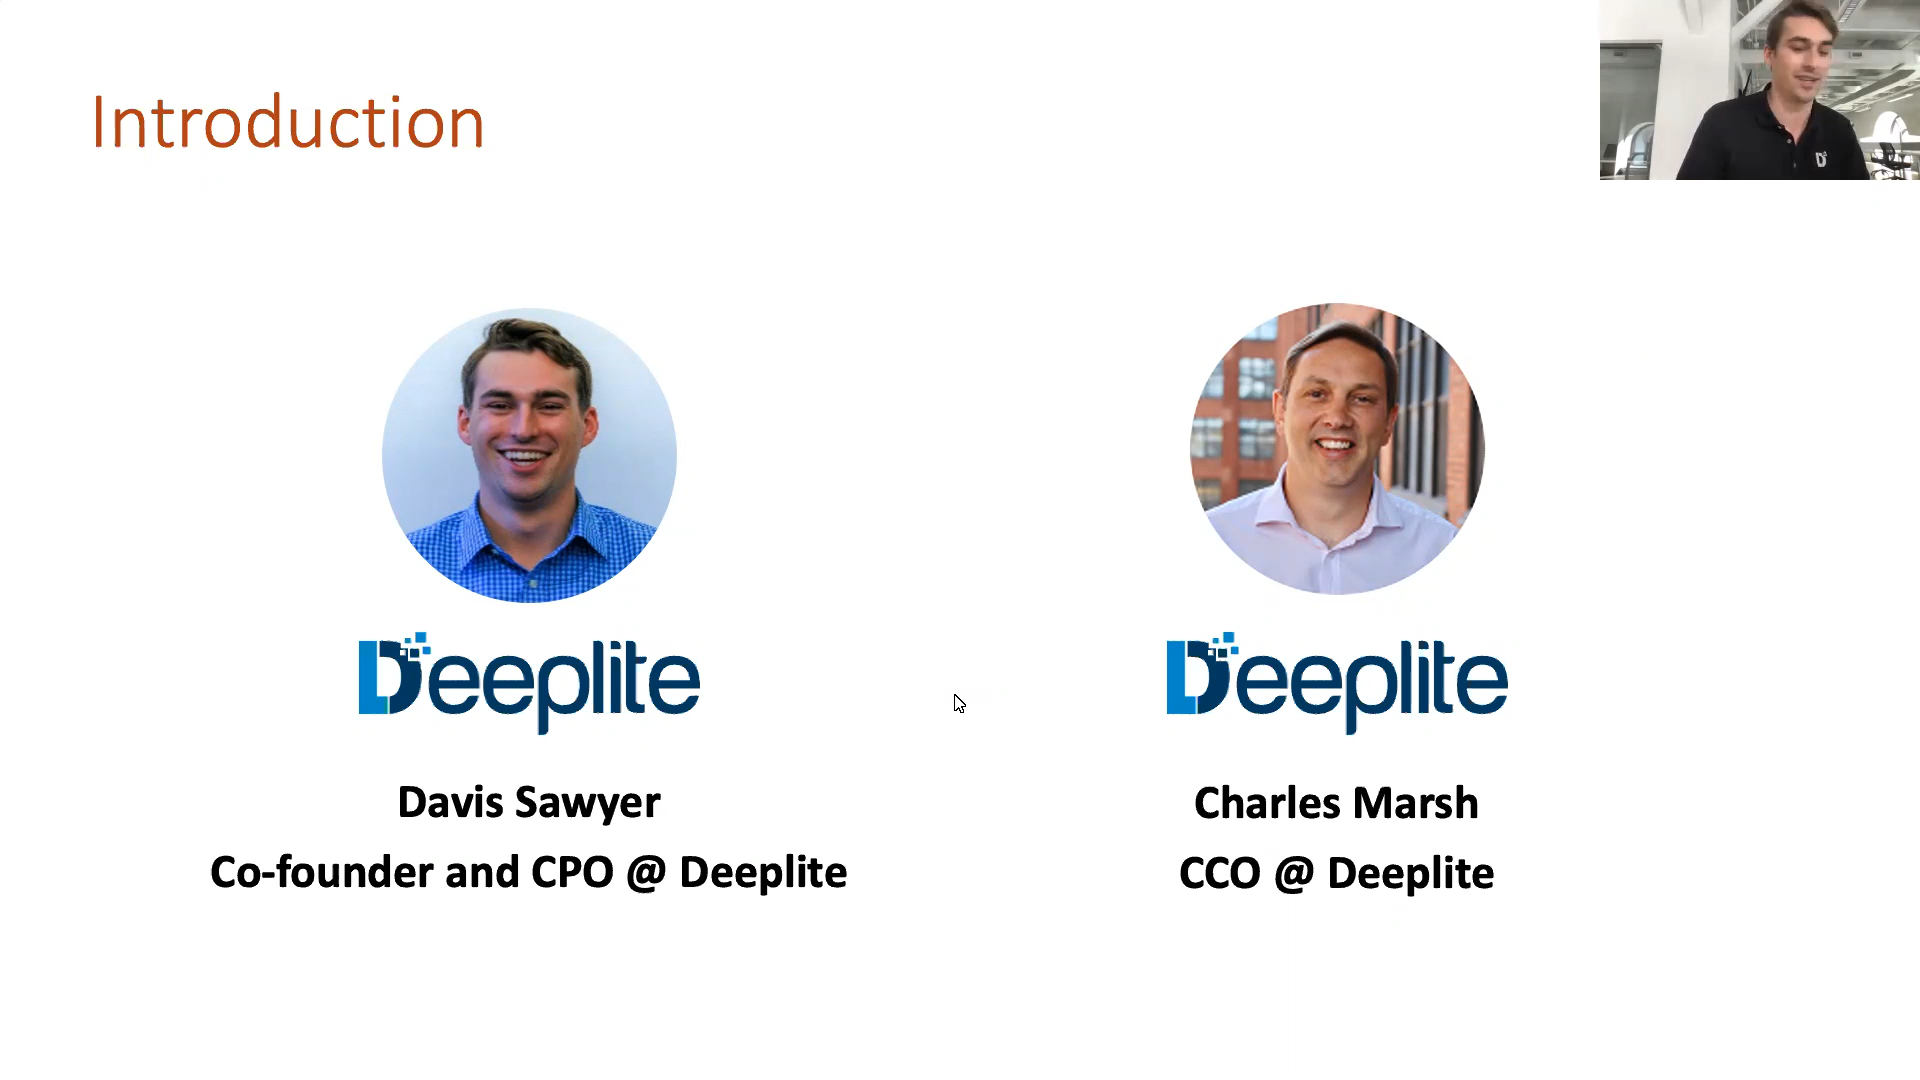 Introduction
Deeplite
Deeplite
Davis Sawyer
Co-founder and CPO @ Deeplite
Charles Marsh
CCO @ Deeplite